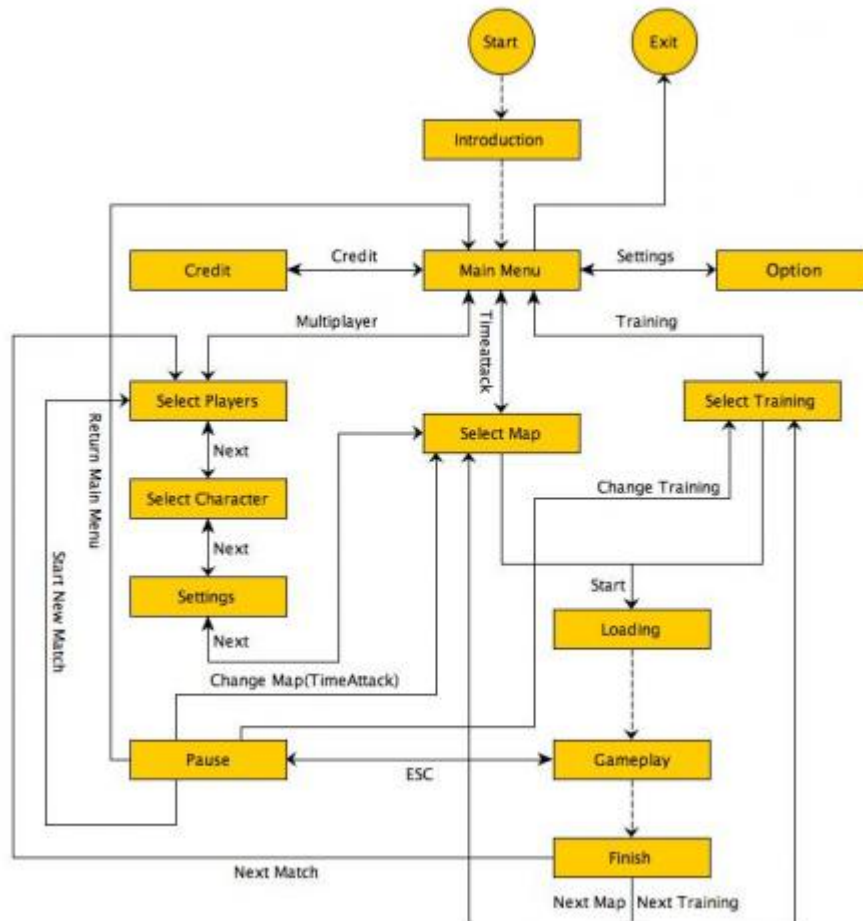 Start
Exit
Introduction
Credit
Credit
Main Menu
Settings
Option
Multiplayer
Timeattack
Training
Select Players
Select Map
Select Training
Return Main Menu
Next
Change Training
Select Character
Start New Match
Next
Settings
Start
Next
Loading
Change Map(TimeAttack)
Pause
ESC
Gameplay
Next Match
Finish
Next Map
Next Training